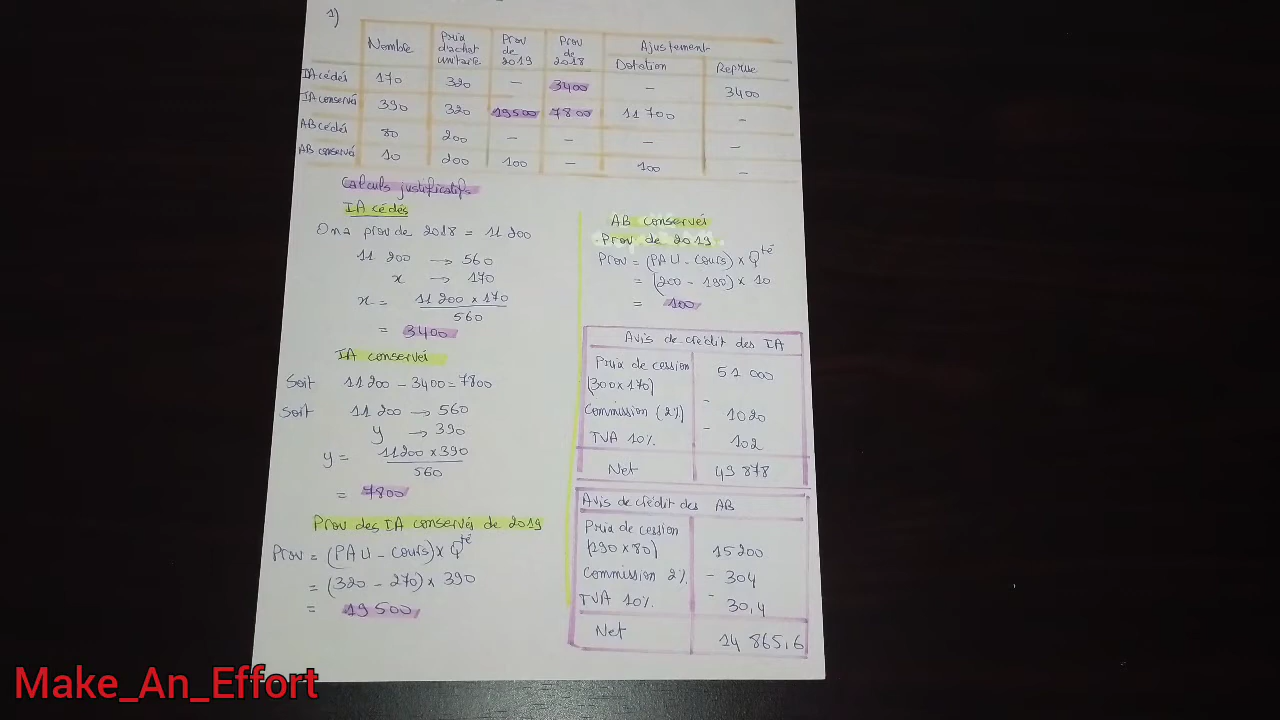 1)
Nombre Prix d'achat unitaire Prov de 2019 Prov de 2018 Ajustement
Dotation Reprise
IA cédés 170 320 - 3400 - 3400
IA conservé 390 320 19500 7800 11 700 -
AB cédés 80 200 - - - -
AB conservé 10 200 100 - 100 -
Calculs justificatifs
IA cédés
On a prov de 2018 = 11 200
11 200 → 560
x → 170
x = 11 200 x 170
560
= 3400
IA conservé
Soit 11 200 - 3400 = 7800
Soit 11 200 → 560
y → 390
y = 11200 x 390
560
= 7800
Prov des IA conservés de 2019
Prov = (PAU - cours) x Qté
= (320 - 270) x 390
= 19 500
AB conservé
Prov de 2019
Prov = (PAU - cours) x Qté
= (200 - 190) x 10
= 100
Avis de crédit des IA
Prix de cession 51 000
(300 x 170)
Commission (2%) - 1020
TVA 10% - 102
Net 49 878
Avis de crédit des AB
Prix de cession
(190 x 80) 15 200
Commission 2% - 304
TVA 10% - 30,4
Net 14 865,6
Make_An_Effort